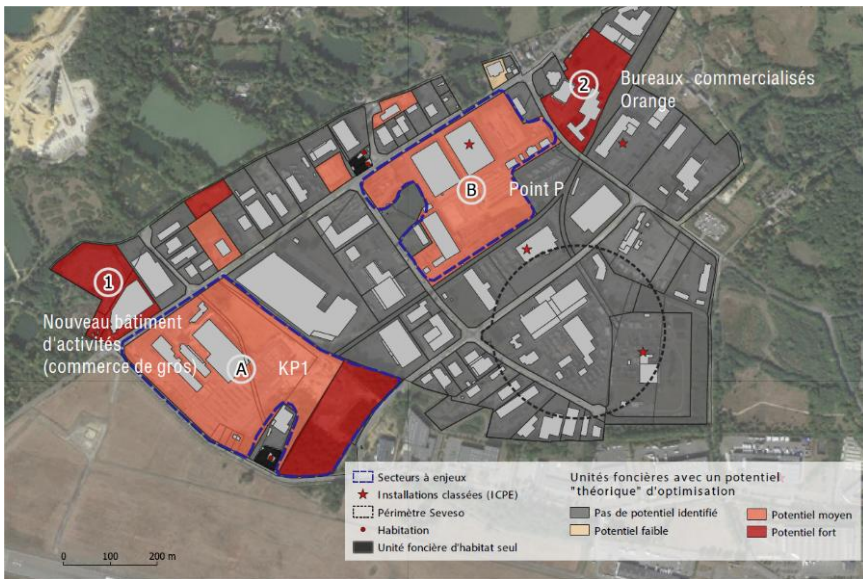 2
Bureaux commercialisés
Orange
B
Point P
1
Nouveau bâtiment
d'activités
(commerce de gros)
A
KP1
Secteurs à enjeux
Installations classées (ICPE)
Périmètre Seveso
Habitation
Unité foncière d'habitat seul
Unités foncières avec un potentiel
"théorique" d'optimisation
Pas de potentiel identifié
Potentiel faible
Potentiel moyen
Potentiel fort
0 100 200 m